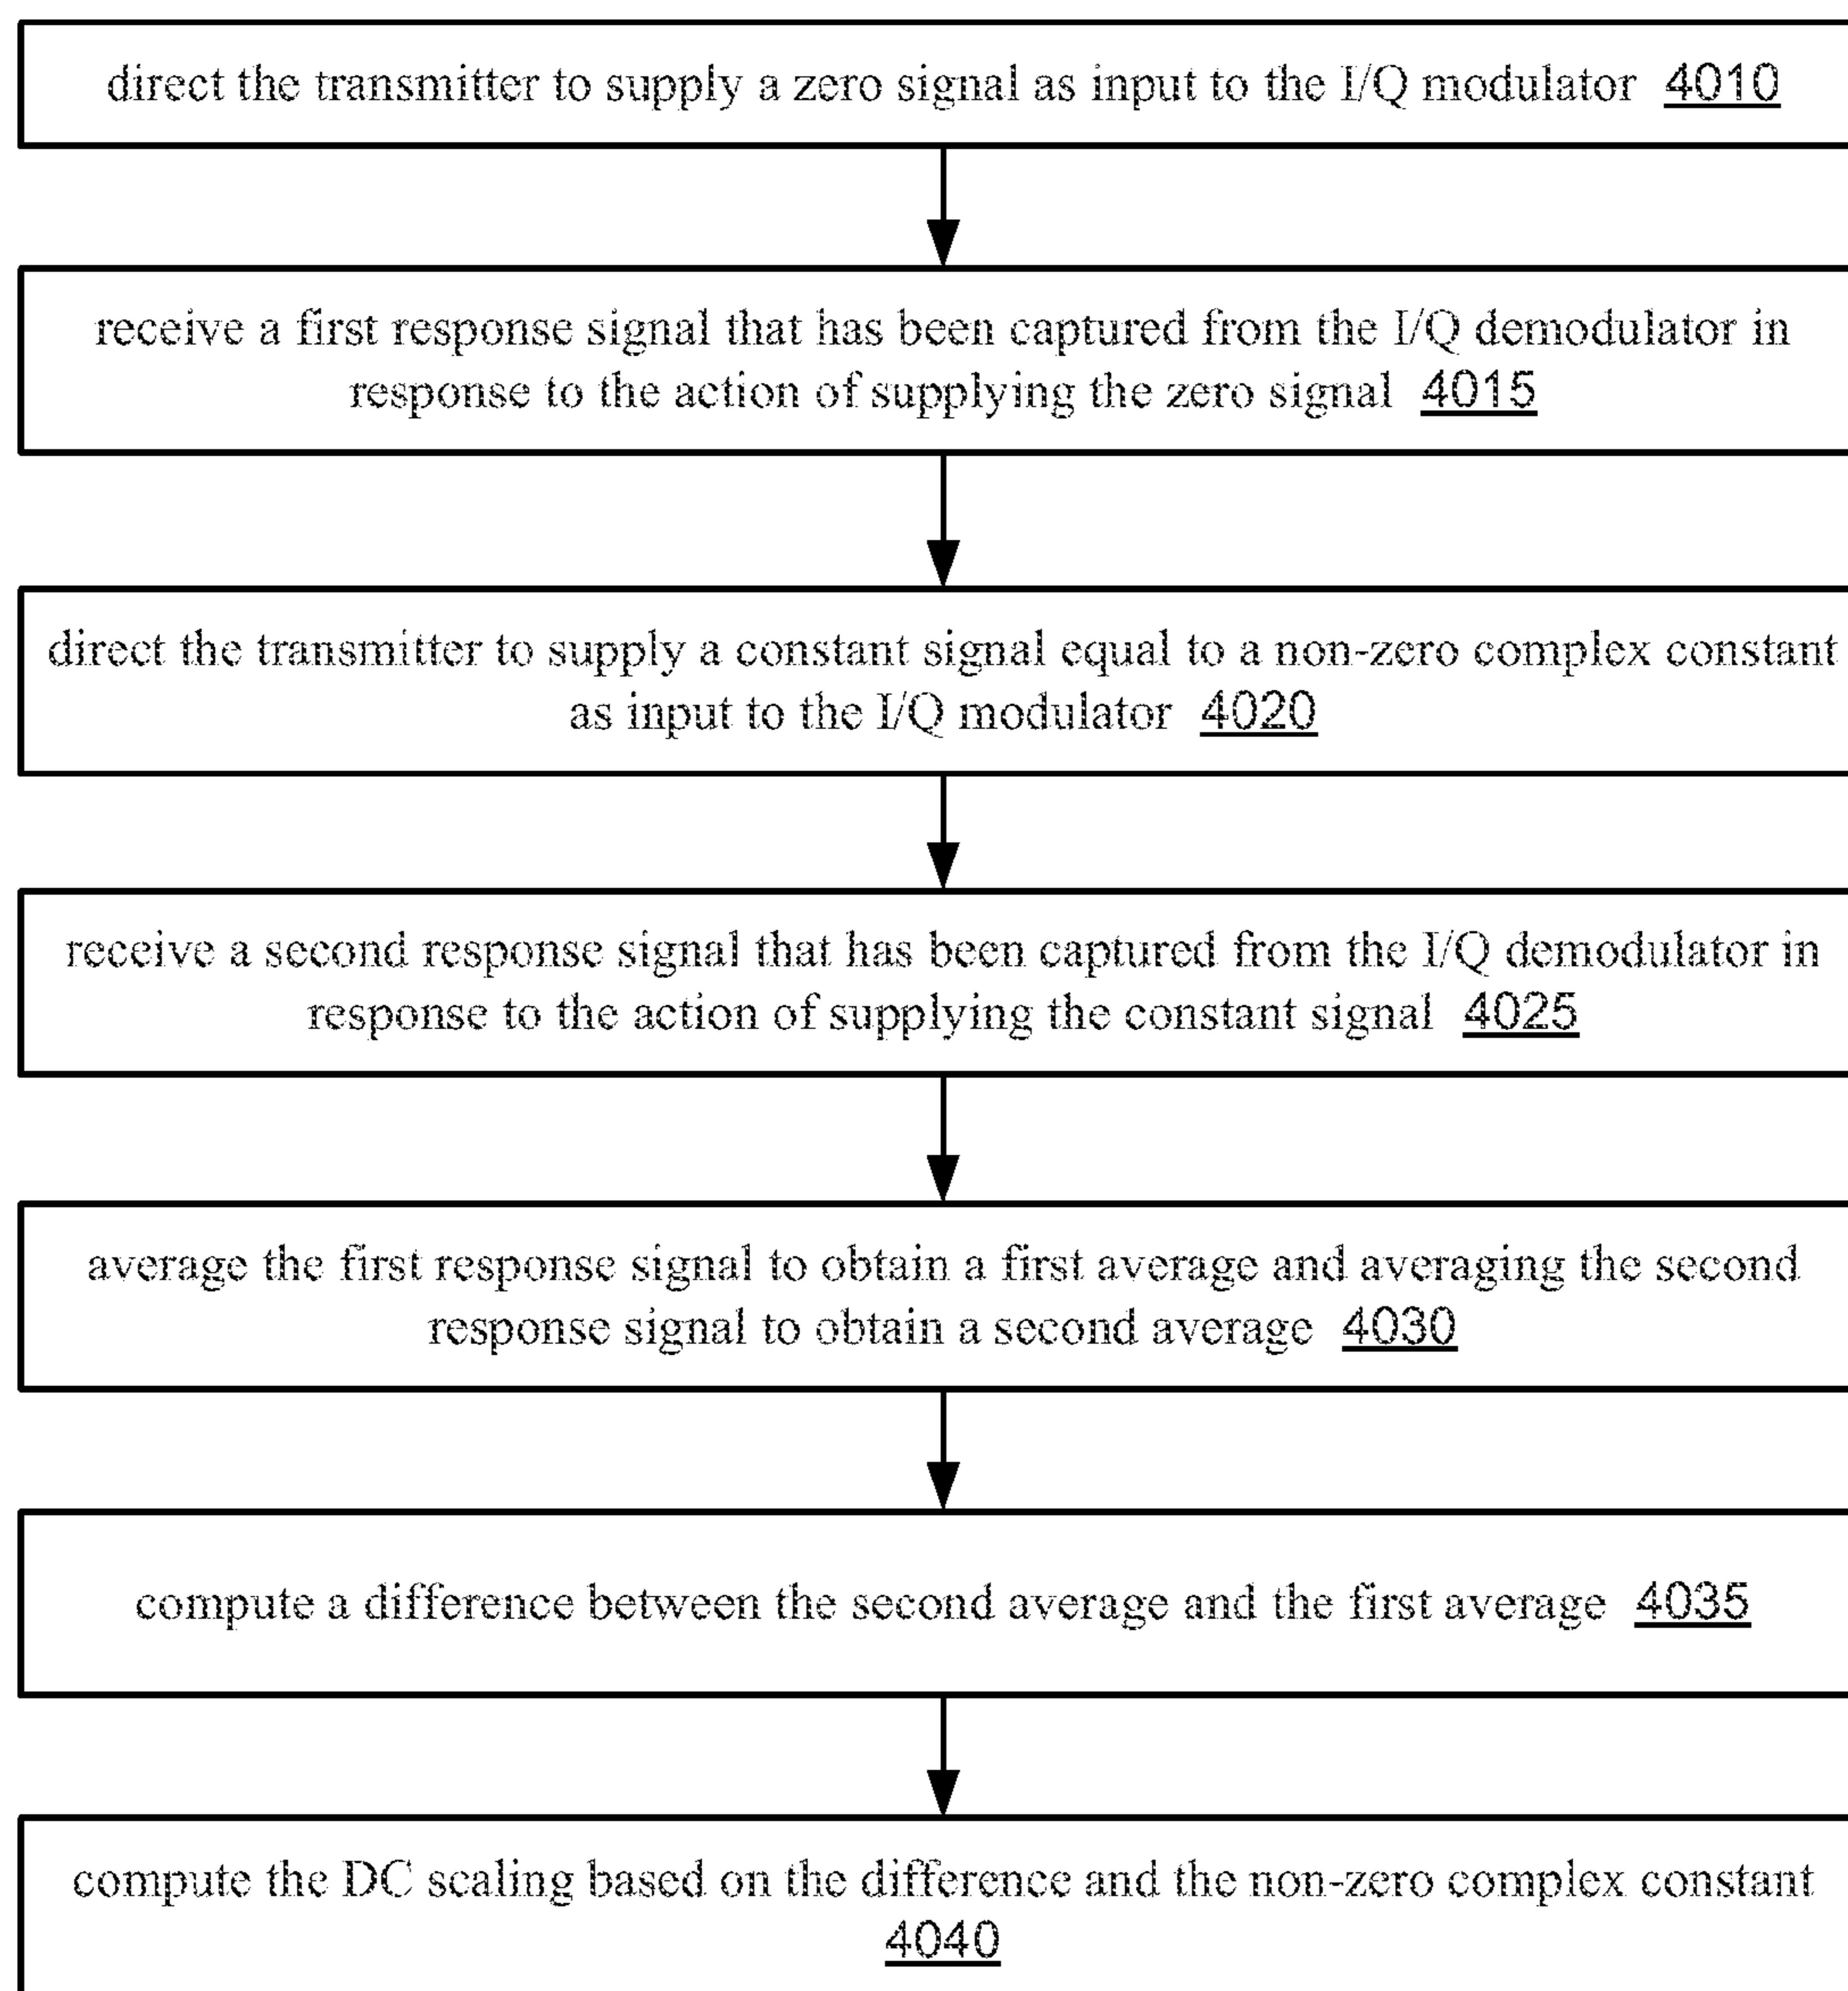 direct the transmitter to supply a zero signal as input to the I/Q modulator 4010
receive a first response signal that has been captured from the I/Q demodulator in
response to the action of supplying the zero signal 4015
direct the transmitter to supply a constant signal equal to a non-zero complex constant
as input to the I/Q modulator 4020
receive a second response signal that has been captured from the I/Q demodulator in
response to the action of supplying the constant signal 4025
average the first response signal to obtain a first average and averaging the second
response signal to obtain a second average 4030
compute a difference between the second average and the first average 4035
compute the DC scaling based on the difference and the non-zero complex constant
4040